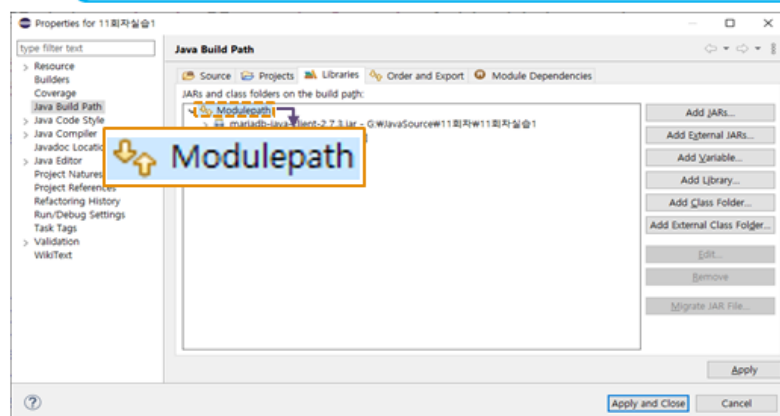 Properties for 11회자실습1
type filter text
Java Build Path
Resource
Builders
Coverage
Java Build Path
Java Code Style
Java Compiler
Javadoc Locatio
Java Editor
Project Natures
Project References
Refactoring History
Run/Debug Settings
Task Tags
Validation
WikiText
Source Projects Libraries Order and Export Module Dependencies
JARs and class folders on the build path:
Modulepath
mariadb-java-client-2.7.3.jar - G:₩JavaSource₩11회자₩11회자실습1
Modulepath
Add JARs...
Add External JARs...
Add Variable...
Add Library...
Add Class Folder...
Add External Class Folder...
Edit...
Remove
Migrate JAR File...
Apply
Apply and Close
Cancel